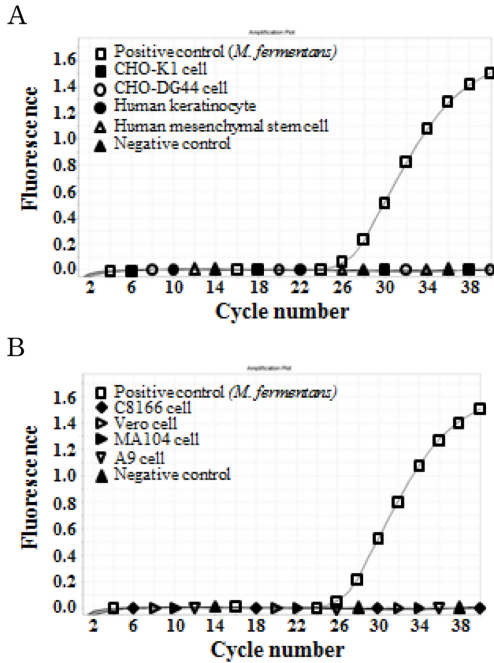 A
Amplification Plot
Positive control (M. fermentans)
CHO-K1 cell
CHO-DG44 cell
Human keratinocyte
Human mesenchymal stem cell
Negative control
Fluorescence
1.6
1.4
1.2
1.0
0.8
0.6
0.4
0.2
0.0
2 6 10 14 18 22 26 30 34 38
Cycle number
B
Amplification Plot
Positive control (M. fermentans)
C8166 cell
Vero cell
MA104 cell
A9 cell
Negative control
Fluorescence
1.6
1.4
1.2
1.0
0.8
0.6
0.4
0.2
0.0
2 6 10 14 18 22 26 30 34 38
Cycle number